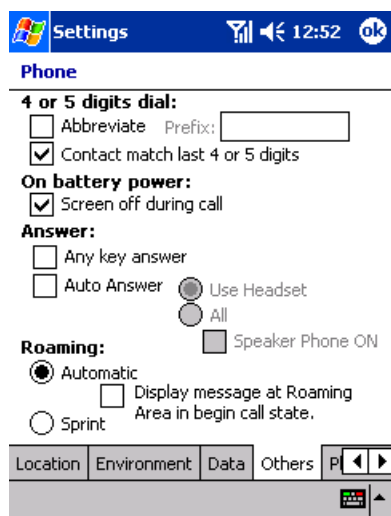 Settings 12:52 ok
Phone
4 or 5 digits dial:
Abbreviate Prefix:
Contact match last 4 or 5 digits
On battery power:
Screen off during call
Answer:
Any key answer
Auto Answer Use Headset
All
Speaker Phone ON
Roaming:
Automatic
Display message at Roaming
Area in begin call state.
Sprint
Location Environment Data Others